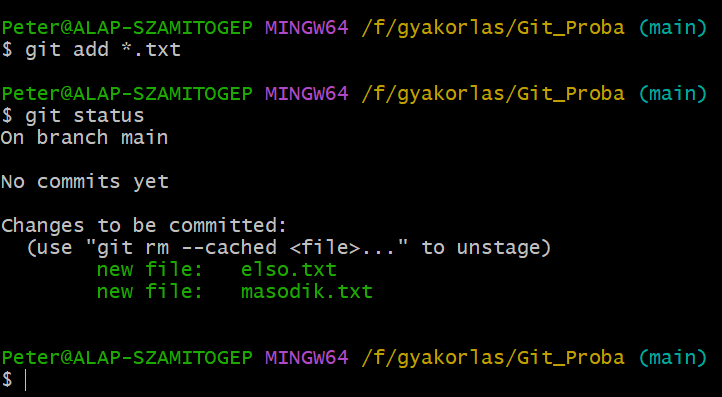 Peter@ALAP-SZAMITOGEP MINGW64 /f/gyakorlas/Git_Proba (main)
$ git add *.txt
Peter@ALAP-SZAMITOGEP MINGW64 /f/gyakorlas/Git_Proba (main)
$ git status
On branch main
No commits yet
Changes to be committed:
  (use "git rm --cached <file>..." to unstage)
        new file:   elso.txt
        new file:   masodik.txt
Peter@ALAP-SZAMITOGEP MINGW64 /f/gyakorlas/Git_Proba (main)
$